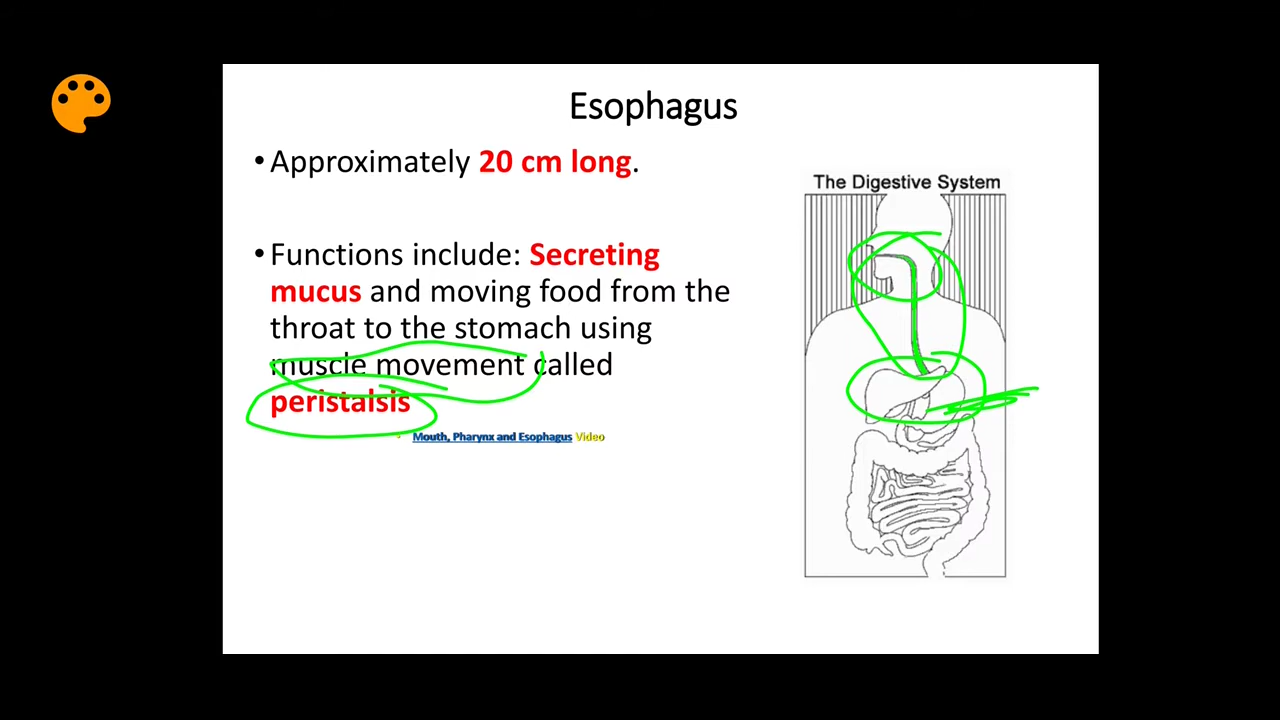 Esophagus
•Approximately 20 cm long.
•Functions include: Secreting
mucus and moving food from the
throat to the stomach using
muscle movement called
peristalsis
• Mouth, Pharynx and Esophagus Video
The Digestive System